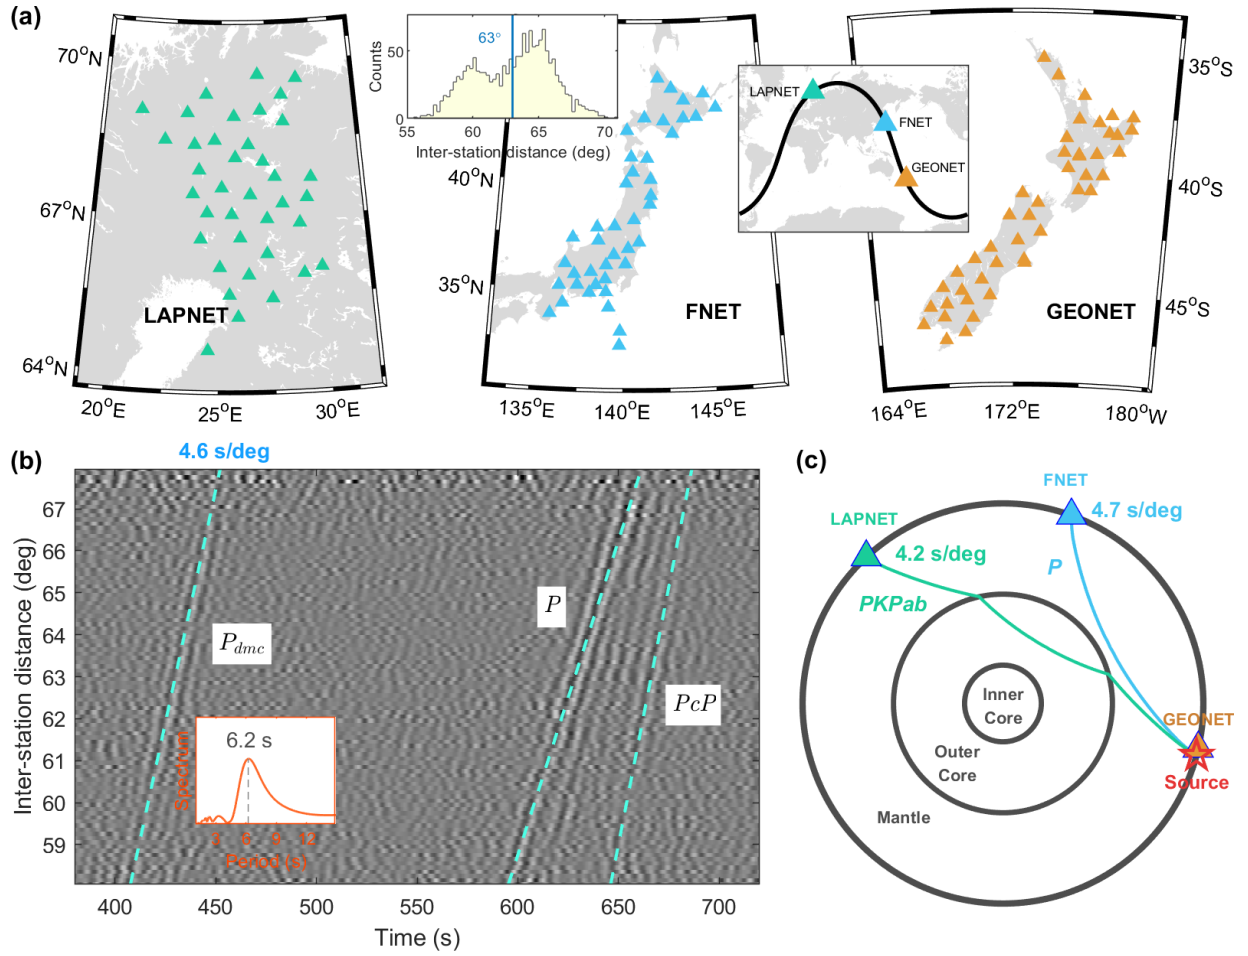 (a)
70°N
67°N
64°N
20°E
25°E
30°E
LAPNET
Counts
50
0
63°
55
60
65
70
Inter-station distance (deg)
40°N
35°N
135°E
140°E
145°E
FNET
LAPNET
FNET
GEONET
35°S
40°S
45°S
164°E
172°E
180°W
GEONET
(b)
4.6 s/deg
Inter-station distance (deg)
67
66
65
64
63
62
61
60
59
400
450
500
550
600
650
700
Time (s)
Pdmc
P
PcP
6.2 s
Spectrum
3
6
9
12
Period (s)
(c)
FNET
4.7 s/deg
LAPNET
4.2 s/deg
P
PKPab
Inner
Core
Outer
Core
Mantle
GEONET
Source